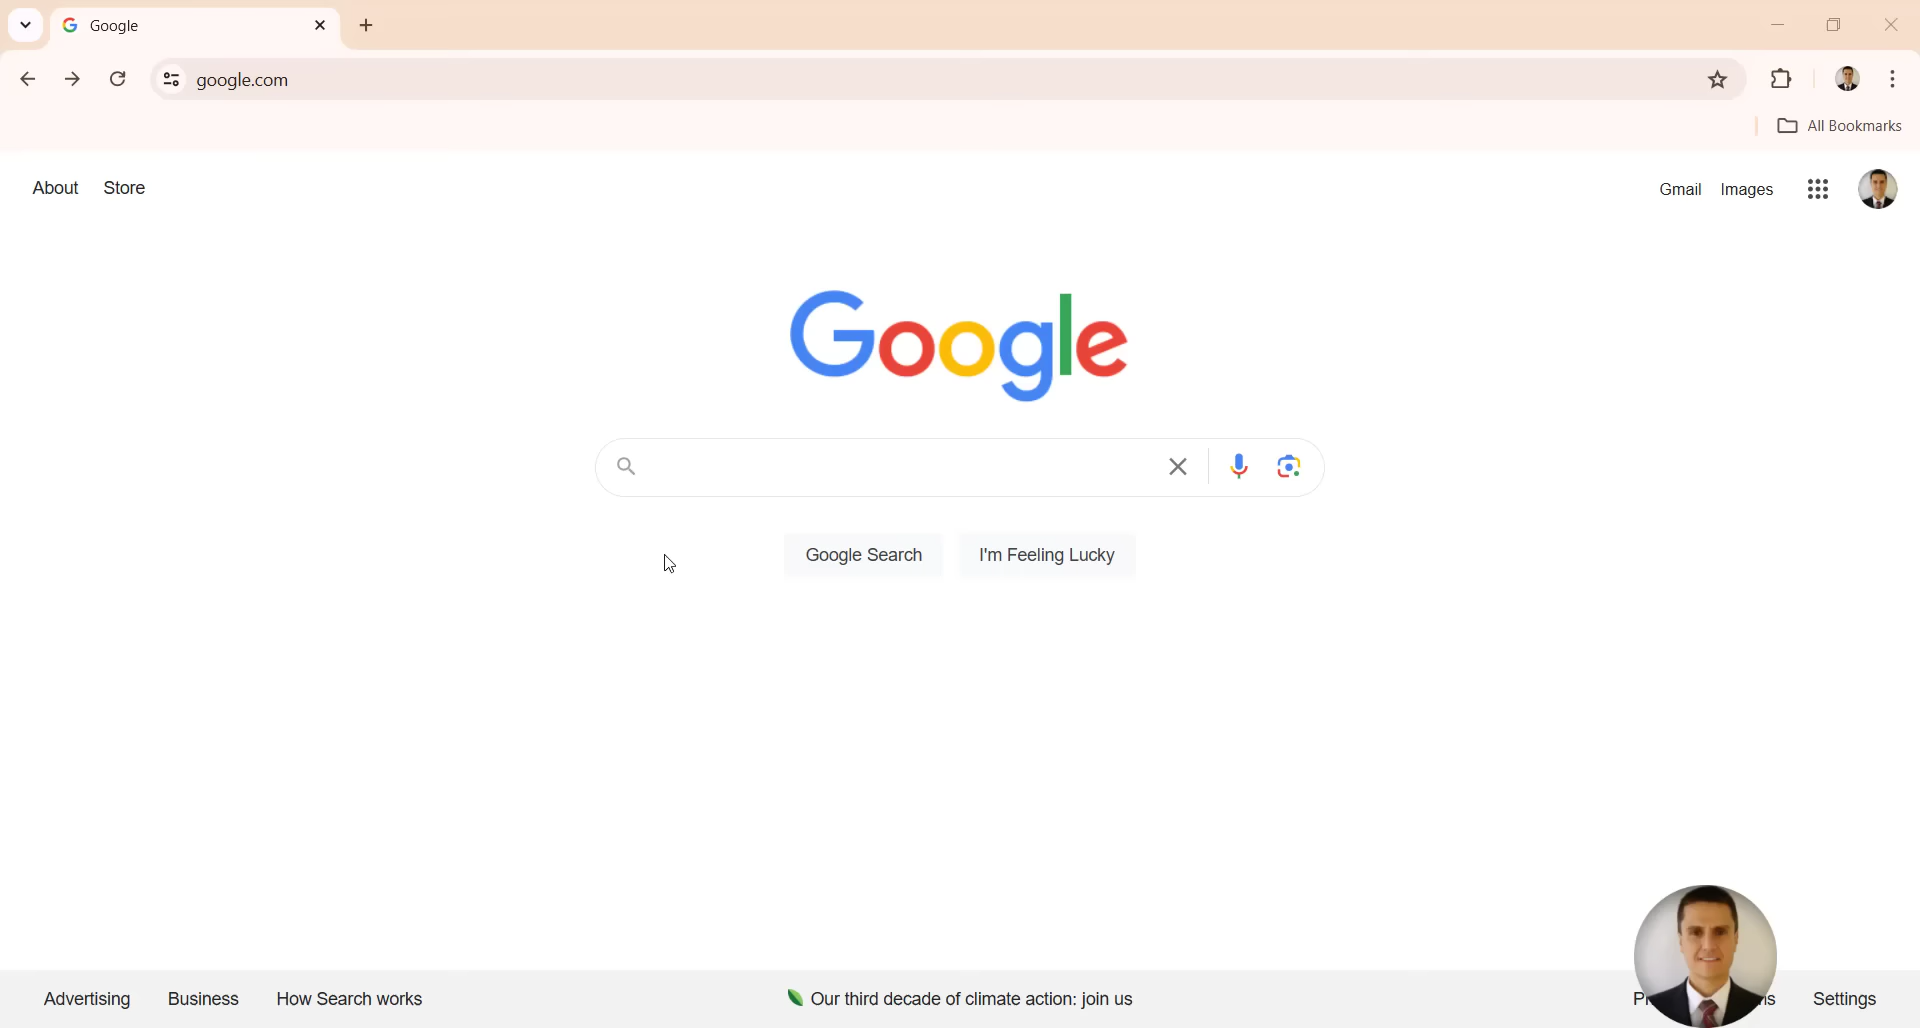 Google
google.com
All Bookmarks
About Store
Gmail Images
Google
Google Search I'm Feeling Lucky
Advertising Business How Search works
Our third decade of climate action: join us
Settings